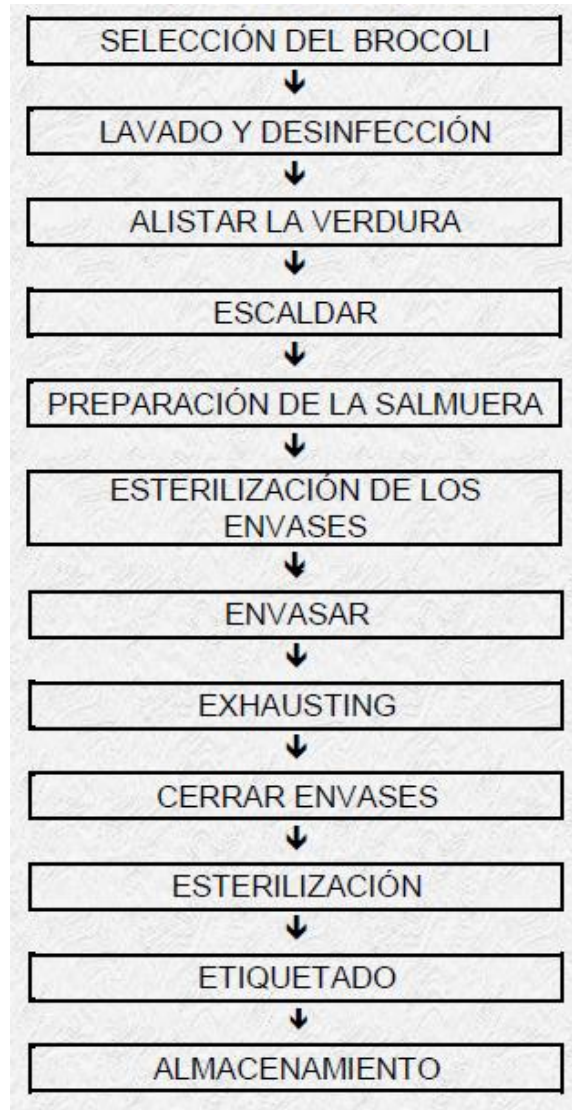 SELECCIÓN DEL BROCOLI
LAVADO Y DESINFECCIÓN
ALISTAR LA VERDURA
ESCALDAR
PREPARACIÓN DE LA SALMUERA
ESTERILIZACIÓN DE LOS
ENVASES
ENVASAR
EXHAUSTING
CERRAR ENVASES
ESTERILIZACIÓN
ETIQUETADO
ALMACENAMIENTO